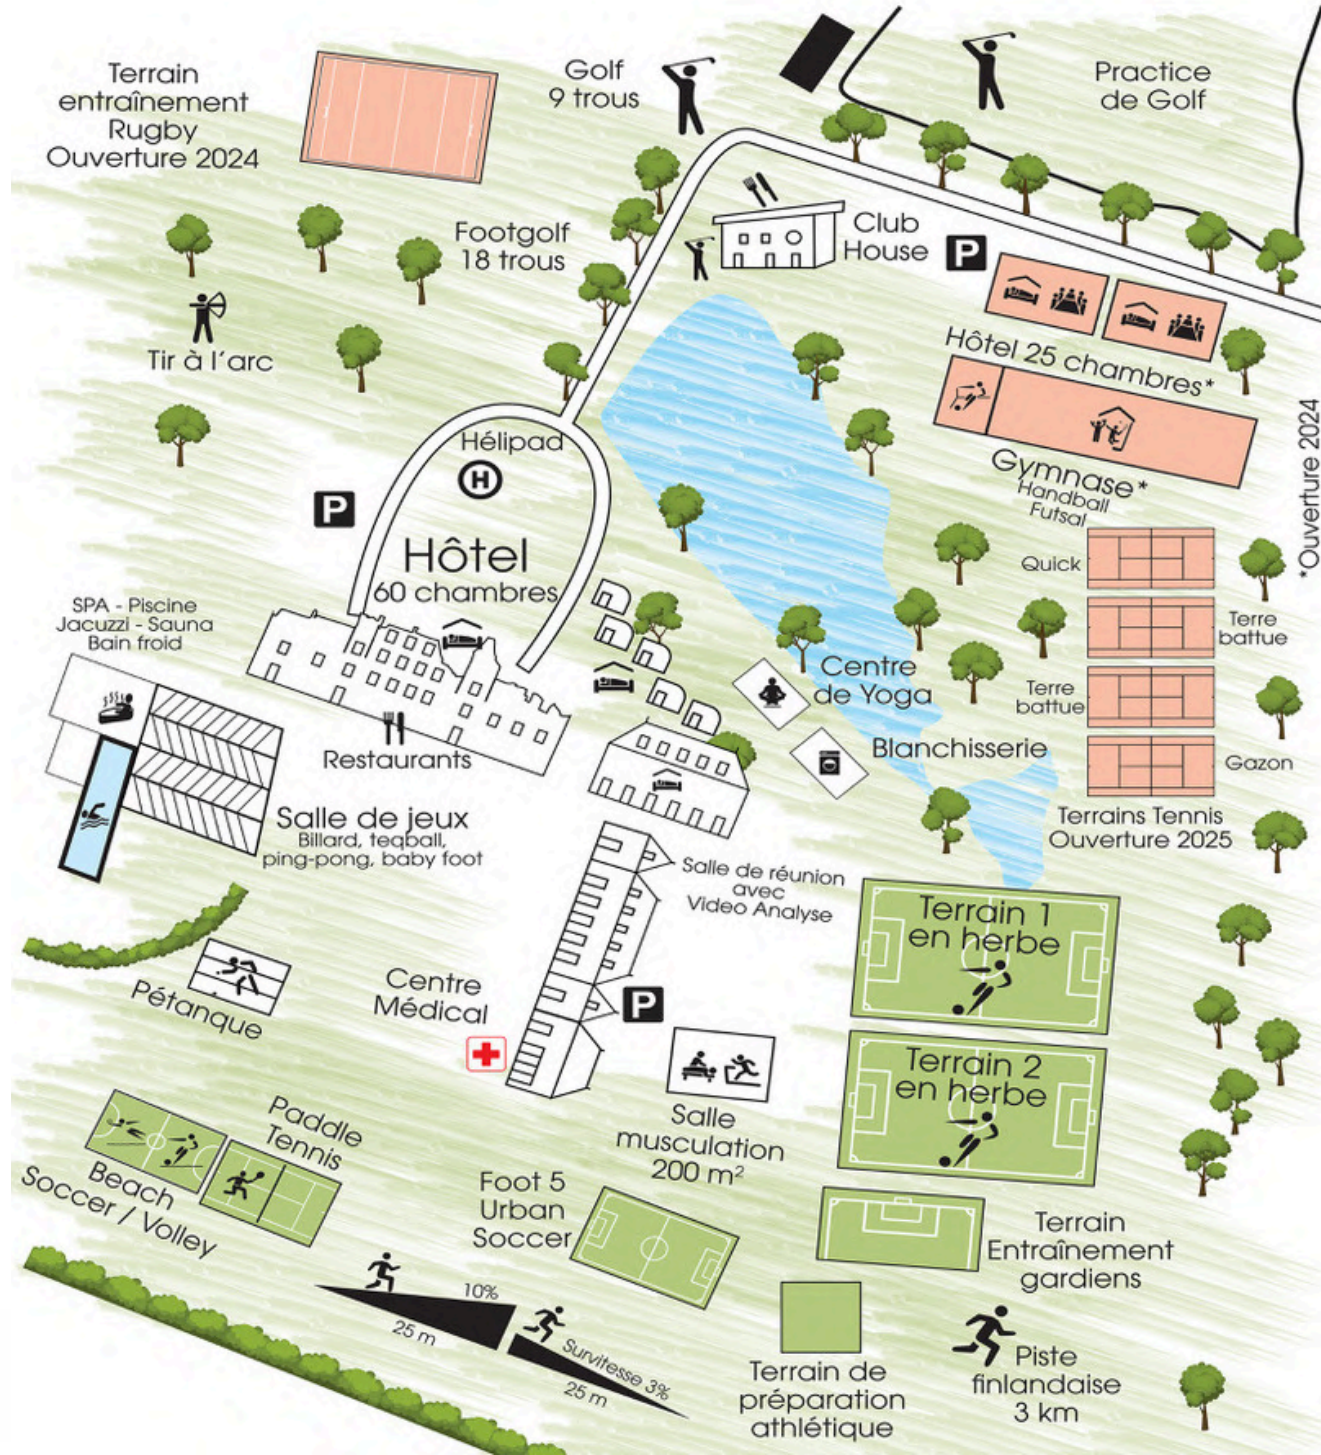 Terrain
entraînement
Rugby
Ouverture 2024
Golf
9 trous
Practice
de Golf
Footgolf
18 trous
Club
House
P
Tir à l'arc
Hôtel 25 chambres*
Gymnase*
Handball
Futsal
*Ouverture 2024
Hélipad
H
P
Hôtel
60 chambres
Quick
Terre
battue
Terre
battue
Gazon
Terrains Tennis
Ouverture 2025
SPA - Piscine
Jacuzzi - Sauna
Bain froid
Centre
de Yoga
Blanchisserie
Restaurants
Salle de jeux
Billard, teqball,
ping-pong, baby foot
Salle de réunion
avec
Video Analyse
Terrain 1
en herbe
Pétanque
Centre
Médical
P
Terrain 2
en herbe
Salle
musculation
200 m²
Paddle
Tennis
Beach
Soccer / Volley
Foot 5
Urban
Soccer
Terrain
Entraînement
gardiens
10%
25 m
Survitesse 3%
25 m
Terrain de
préparation
athlétique
Piste
finlandaise
3 km